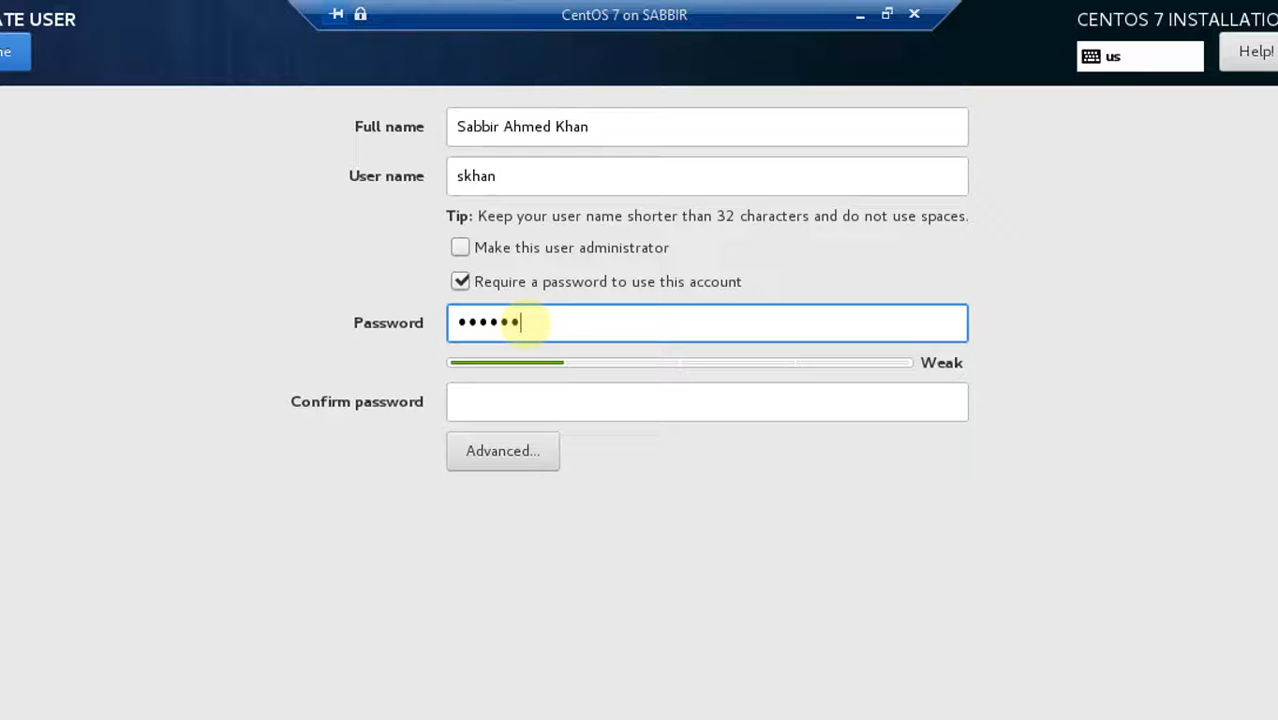 ATE USER
CentOS 7 on SABBIR
CENTOS 7 INSTALLATIO
ne
us
Help!
Full name
Sabbir Ahmed Khan
User name
skhan
Tip: Keep your user name shorter than 32 characters and do not use spaces.
Make this user administrator
Require a password to use this account
Password
••••••
Weak
Confirm password
Advanced...